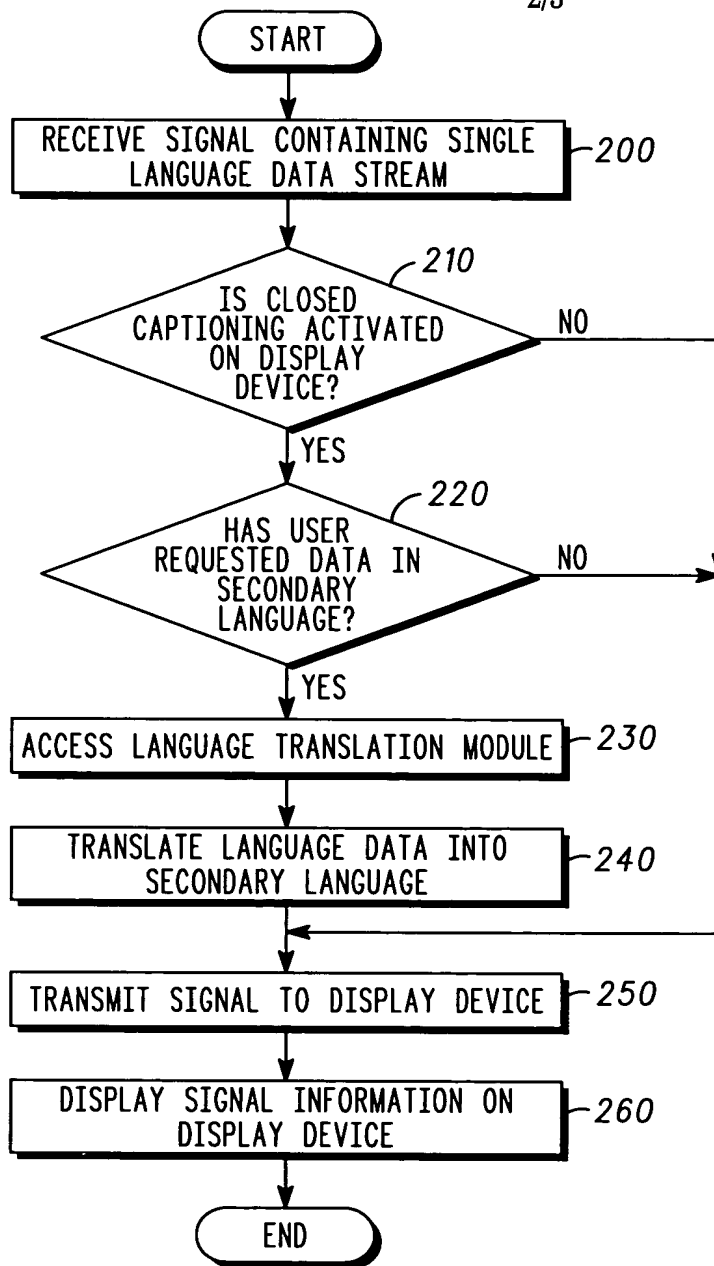 2/3
START
RECEIVE SIGNAL CONTAINING SINGLE
LANGUAGE DATA STREAM
200
210
IS CLOSED
CAPTIONING ACTIVATED
ON DISPLAY
DEVICE?
NO
YES
220
HAS USER
REQUESTED DATA IN
SECONDARY
LANGUAGE?
NO
YES
ACCESS LANGUAGE TRANSLATION MODULE
230
TRANSLATE LANGUAGE DATA INTO
SECONDARY LANGUAGE
240
TRANSMIT SIGNAL TO DISPLAY DEVICE
250
DISPLAY SIGNAL INFORMATION ON
DISPLAY DEVICE
260
END